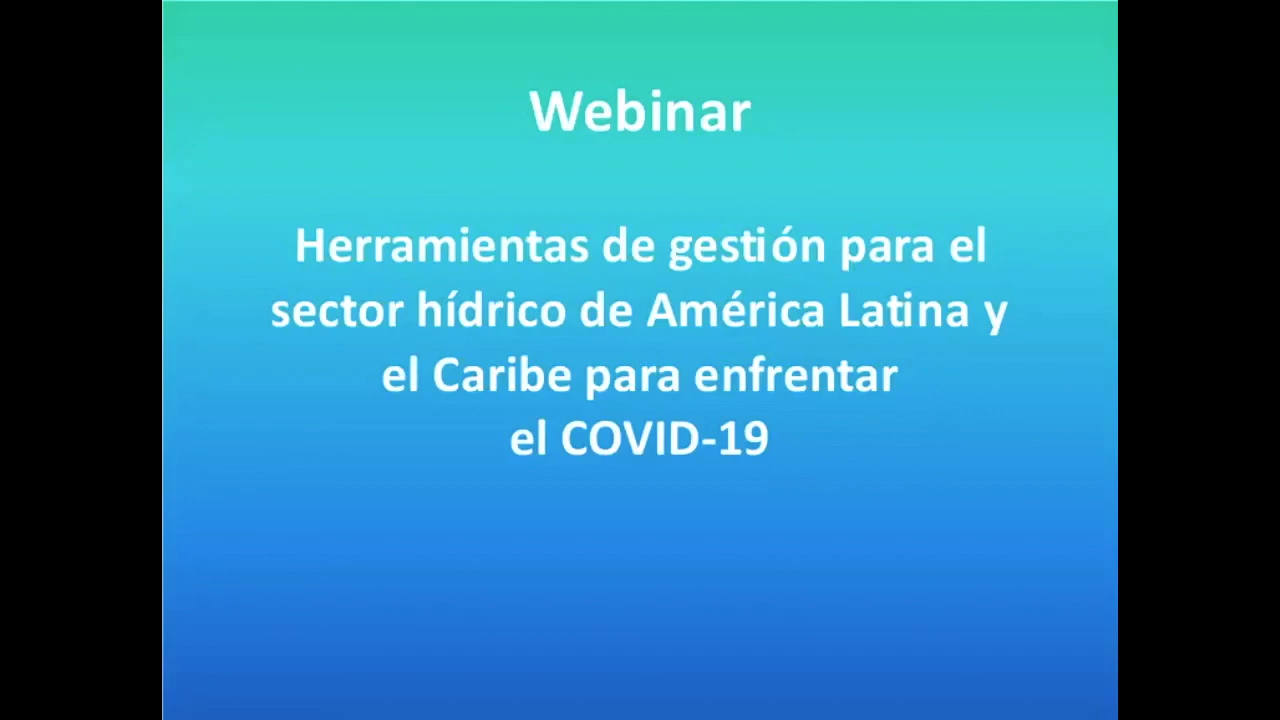 Webinar
Herramientas de gestión para el
sector hídrico de América Latina y
el Caribe para enfrentar
el COVID-19